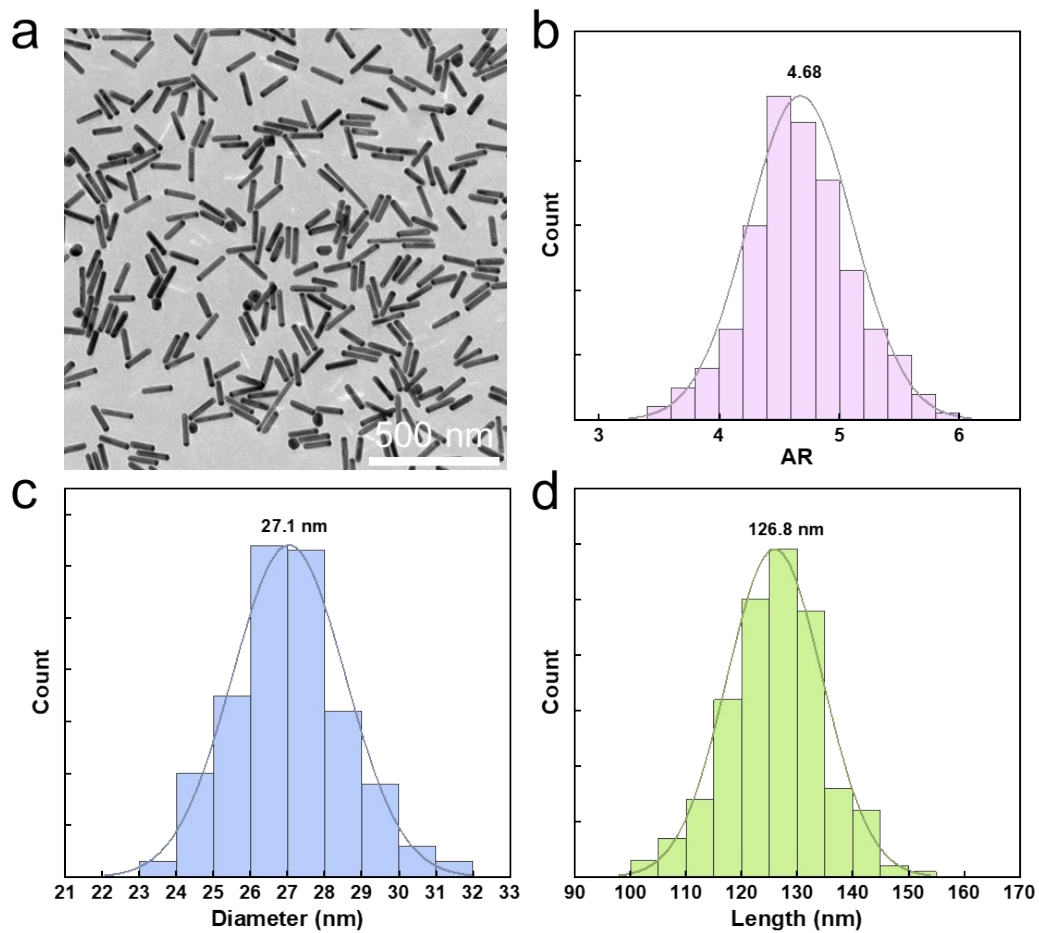 a
500 nm
b
4.68
Count
3 4 5 6
AR
c
27.1 nm
Count
21 22 23 24 25 26 27 28 29 30 31 32 33
Diameter (nm)
d
126.8 nm
Count
90 100 110 120 130 140 150 160 170
Length (nm)